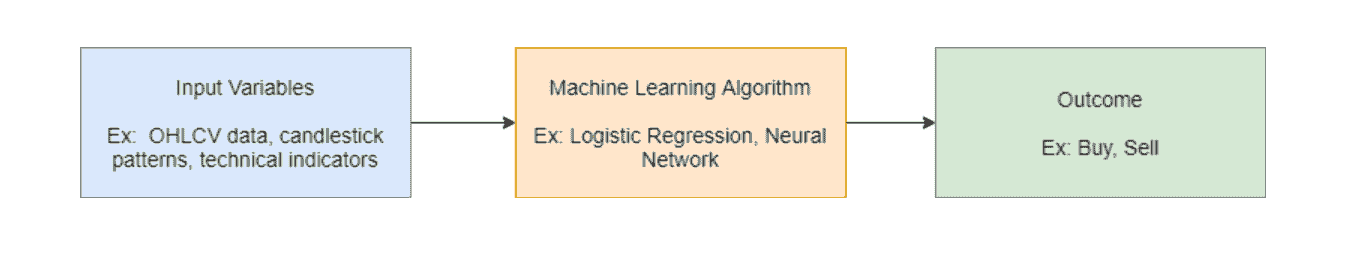 Input Variables
Ex:  OHLCV data, candlestick
patterns, technical indicators
Machine Learning Algorithm
Ex: Logistic Regression, Neural
Network
Outcome
Ex: Buy, Sell